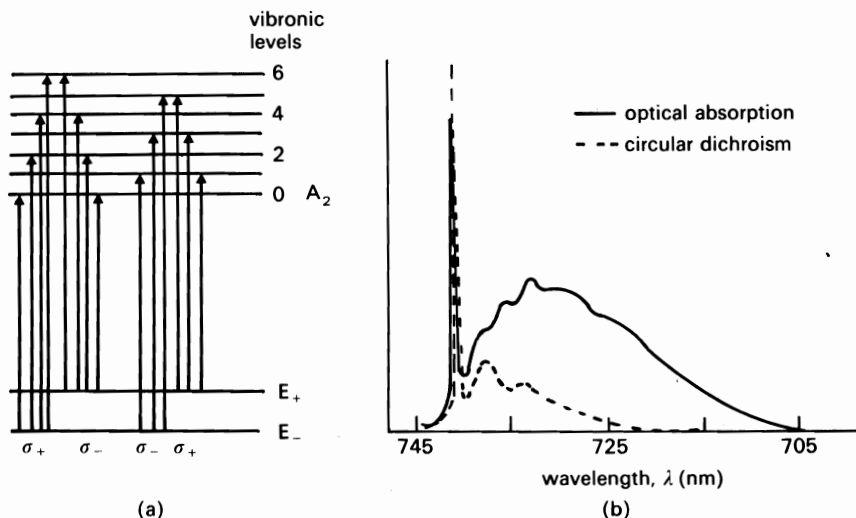 vibronic
levels
6
4
2
0 A₂
E₊
E₋
σ₊ σ₋ σ₋ σ₊
(a)
optical absorption
circular dichroism
745 725 705
wavelength, λ (nm)
(b)